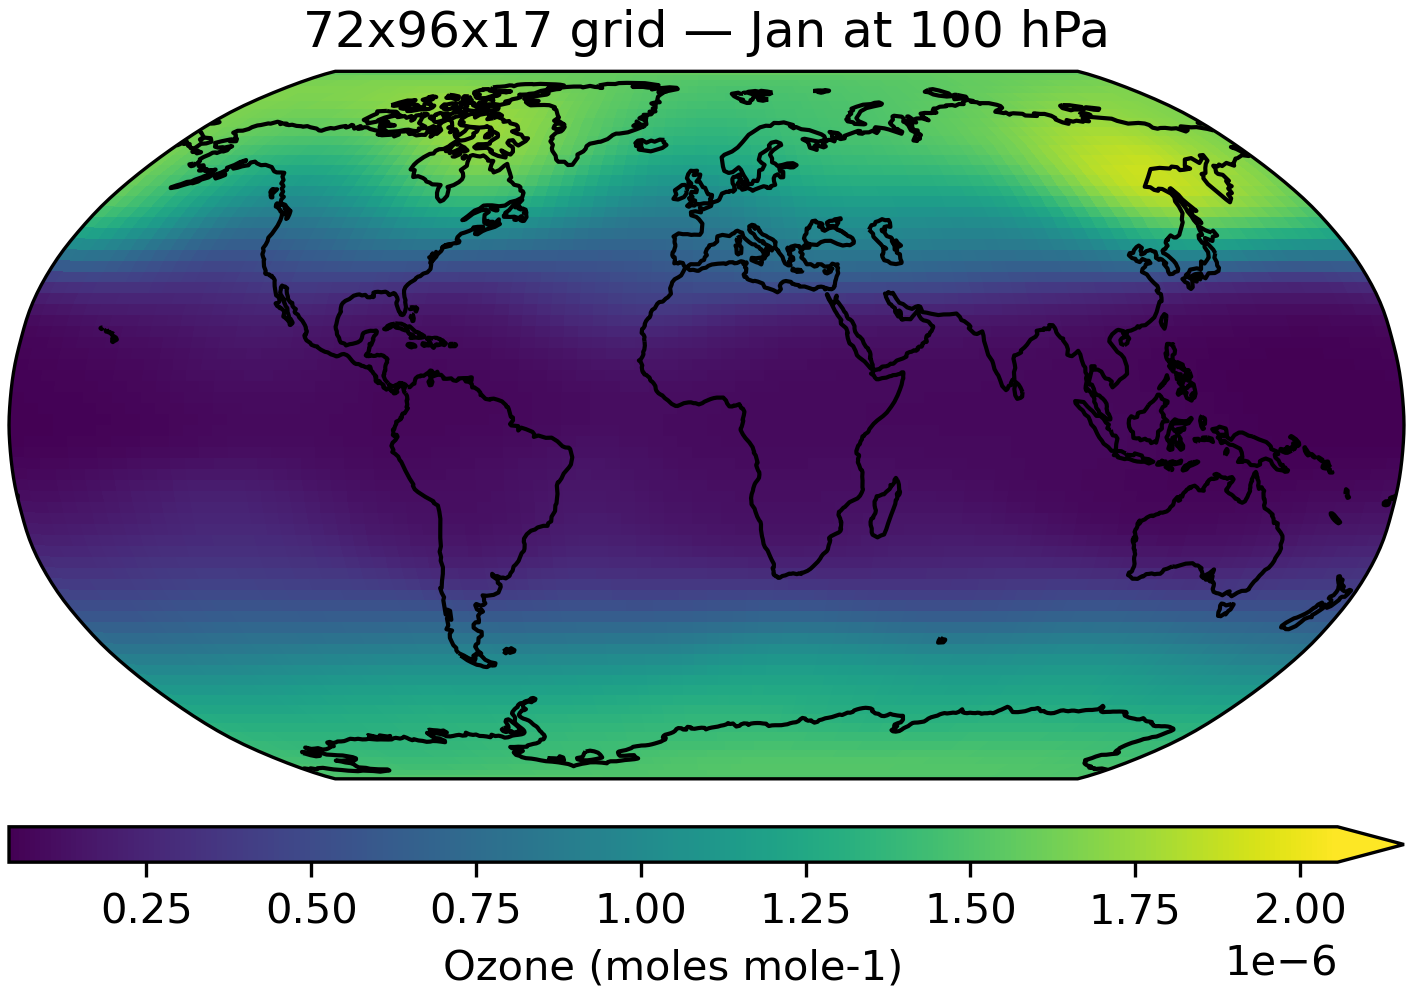 72x96x17 grid — Jan at 100 hPa
0.25 0.50 0.75 1.00 1.25 1.50 1.75 2.00
Ozone (moles mole-1)
1e−6